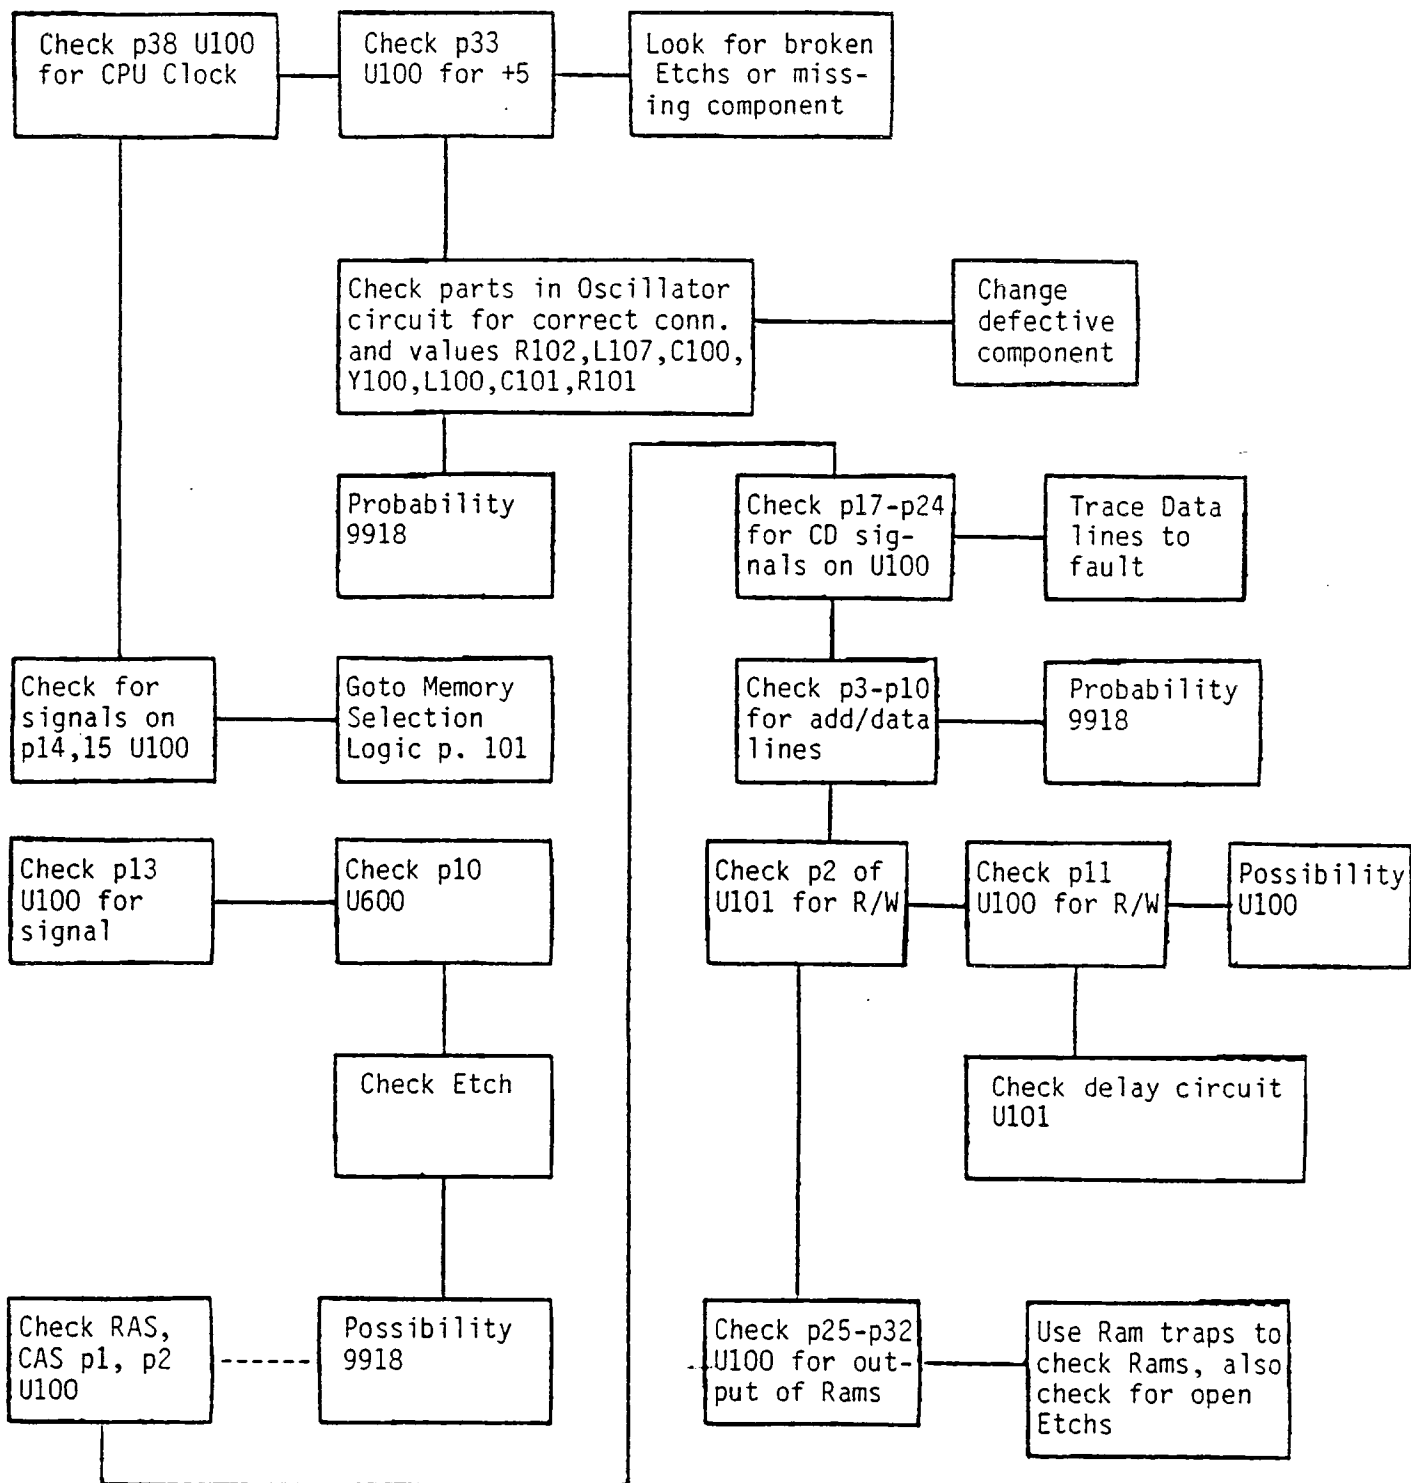 Check p38 U100
for CPU Clock
Check p33
U100 for +5
Look for broken
Etchs or miss-
ing component
Check parts in Oscillator
circuit for correct conn.
and values R102,L107,C100,
Y100,L100,C101,R101
Change
defective
component
Probability
9918
Check p17-p24
for CD sig-
nals on U100
Trace Data
lines to
fault
Check for
signals on
p14,15 U100
Goto Memory
Selection
Logic p. 101
Check p3-p10
for add/data
lines
Probability
9918
Check p13
U100 for
signal
Check p10
U600
Check p2 of
U101 for R/W
Check p11
U100 for R/W
Possibility
U100
Check Etch
Check delay circuit
U101
Check RAS,
CAS p1, p2
U100
Possibility
9918
Check p25-p32
U100 for out-
put of Rams
Use Ram traps to
check Rams, also
check for open
Etchs